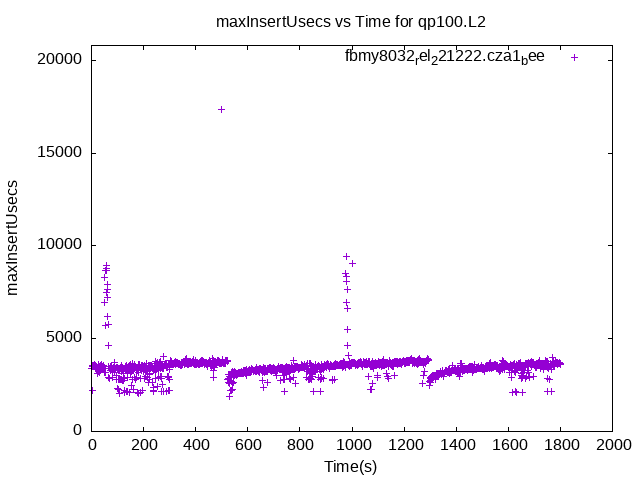 maxInsertUsecs vs Time for qp100.L2
fbmy8032rel221222.cza1bee
20000
15000
10000
5000
0
maxInsertUsecs
0 200 400 600 800 1000 1200 1400 1600 1800 2000
Time(s)